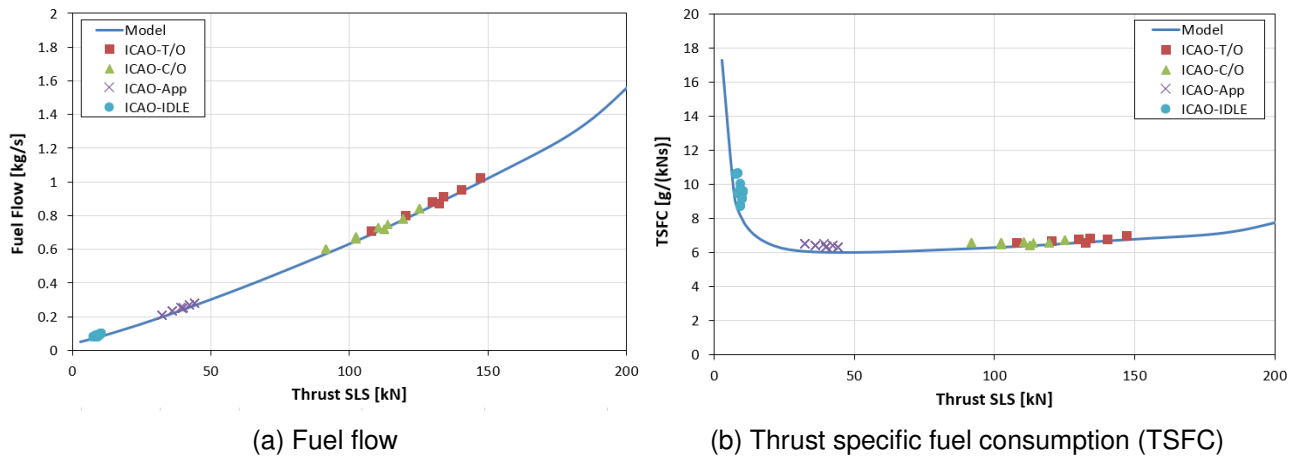 2
1.8
1.6
1.4
1.2
1
0.8
0.6
0.4
0.2
0
Fuel Flow [kg/s]
Model
ICAO-T/O
ICAO-C/O
ICAO-App
ICAO-IDLE
0 50 100 150 200
Thrust SLS [kN]
(a) Fuel flow
20
18
16
14
12
10
8
6
4
2
0
TSFC [g/(kNs)]
Model
ICAO-T/O
ICAO-C/O
ICAO-App
ICAO-IDLE
0 50 100 150 200
Thrust SLS [kN]
(b) Thrust specific fuel consumption (TSFC)